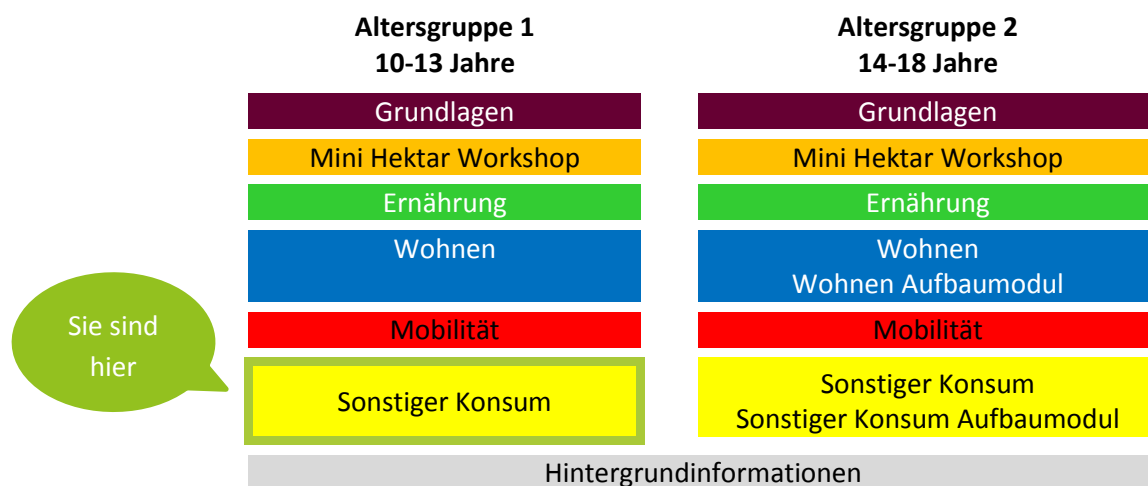 Altersgruppe 1
10-13 Jahre
Altersgruppe 2
14-18 Jahre
Grundlagen
Grundlagen
Mini Hektar Workshop
Mini Hektar Workshop
Ernährung
Ernährung
Wohnen
Wohnen
Wohnen Aufbaumodul
Mobilität
Mobilität
Sie sind
hier
Sonstiger Konsum
Sonstiger Konsum
Sonstiger Konsum Aufbaumodul
Hintergrundinformationen